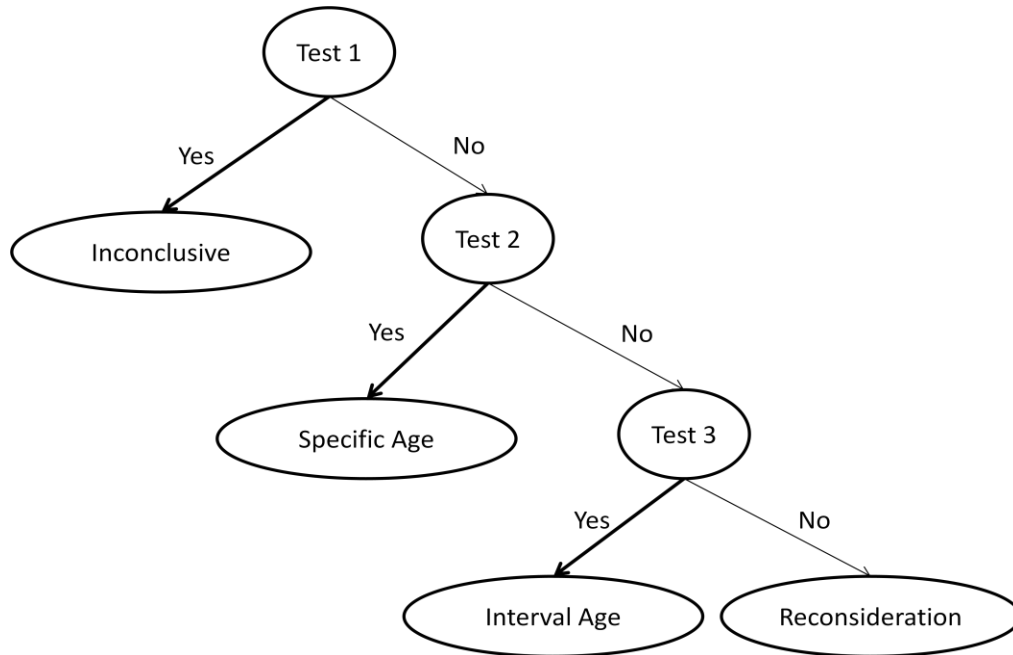 Test 1
Yes
No
Inconclusive
Test 2
Yes
No
Specific Age
Test 3
Yes
No
Interval Age
Reconsideration